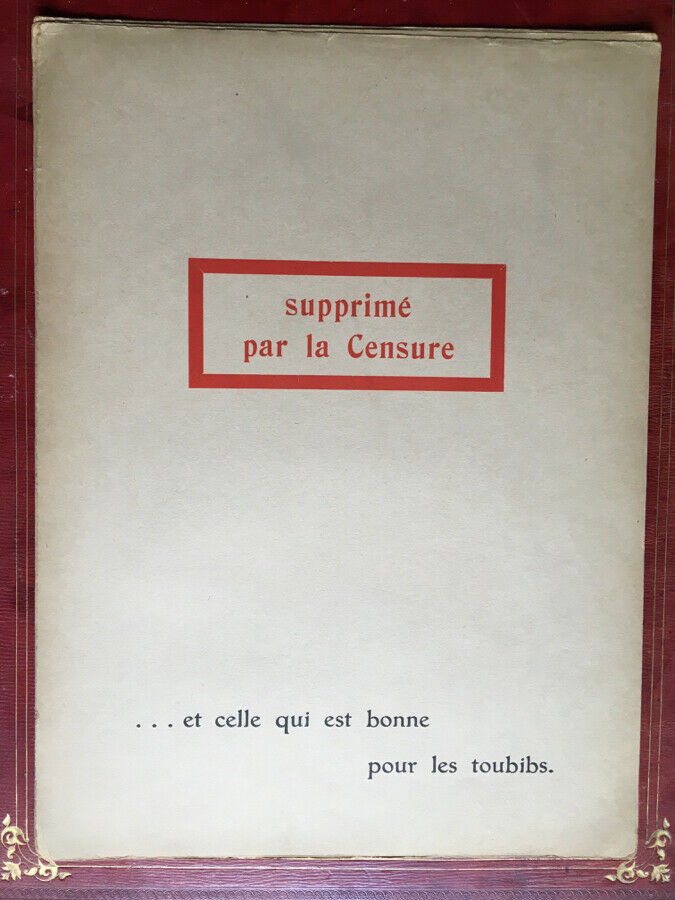 supprimé
par la Censure
... et celle qui est bonne
pour les toubibs.